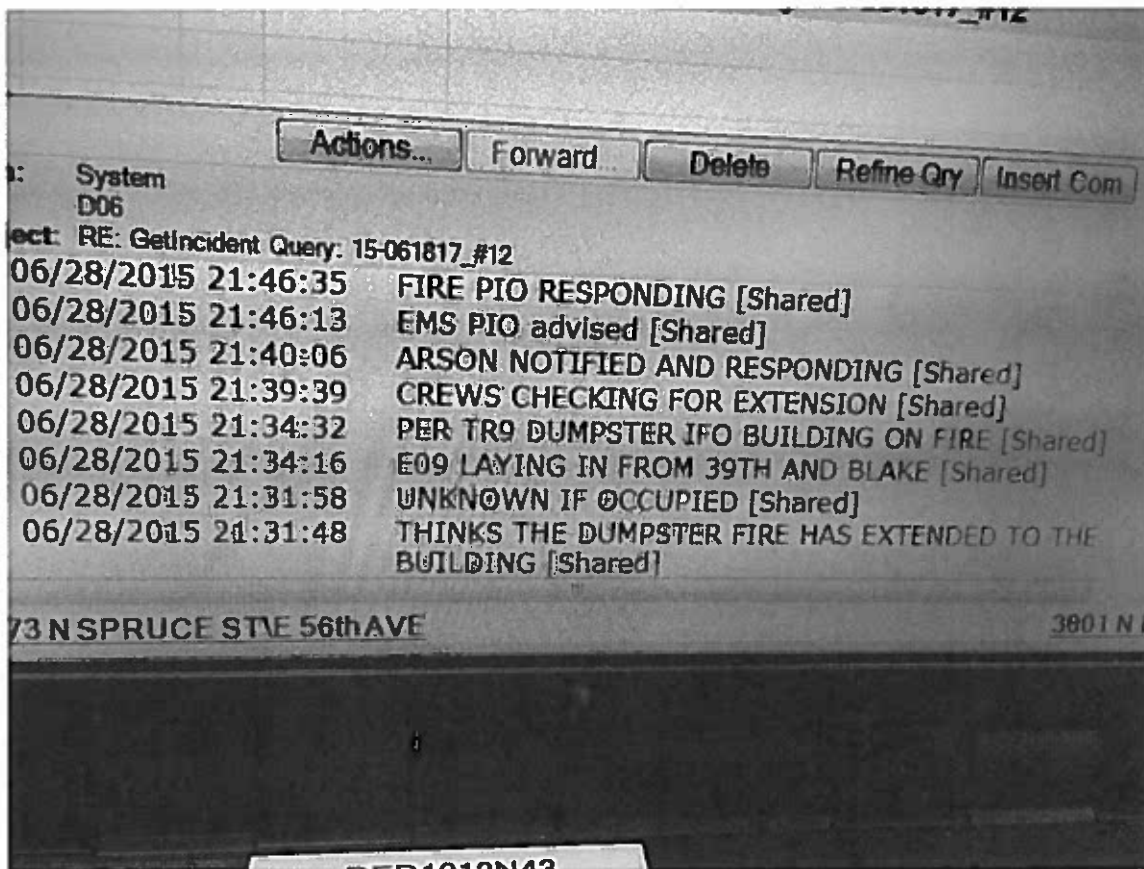 Actions... Forward... Delete Refine Qry Insert Com
System
D06
ect: RE: GetIncident Query: 15-061817_#12
06/28/2015 21:46:35 FIRE PIO RESPONDING [Shared]
06/28/2015 21:46:13 EMS PIO advised [Shared]
06/28/2015 21:40:06 ARSON NOTIFIED AND RESPONDING [Shared]
06/28/2015 21:39:39 CREWS CHECKING FOR EXTENSION [Shared]
06/28/2015 21:34:32 PER TR9 DUMPSTER IFO BUILDING ON FIRE [Shared]
06/28/2015 21:34:16 E09 LAYING IN FROM 39TH AND BLAKE [Shared]
06/28/2015 21:31:58 UNKNOWN IF OCCUPIED [Shared]
06/28/2015 21:31:48 THINKS THE DUMPSTER FIRE HAS EXTENDED TO THE
BUILDING [Shared]
73 N SPRUCE ST\E 56th AVE 3801 N